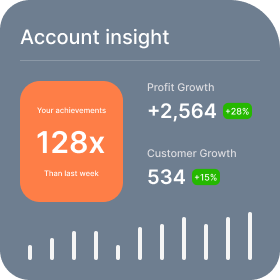 Account insight
Your achievements
128x
Than last week
Profit Growth
+2,564 +28%
Customer Growth
534 +15%